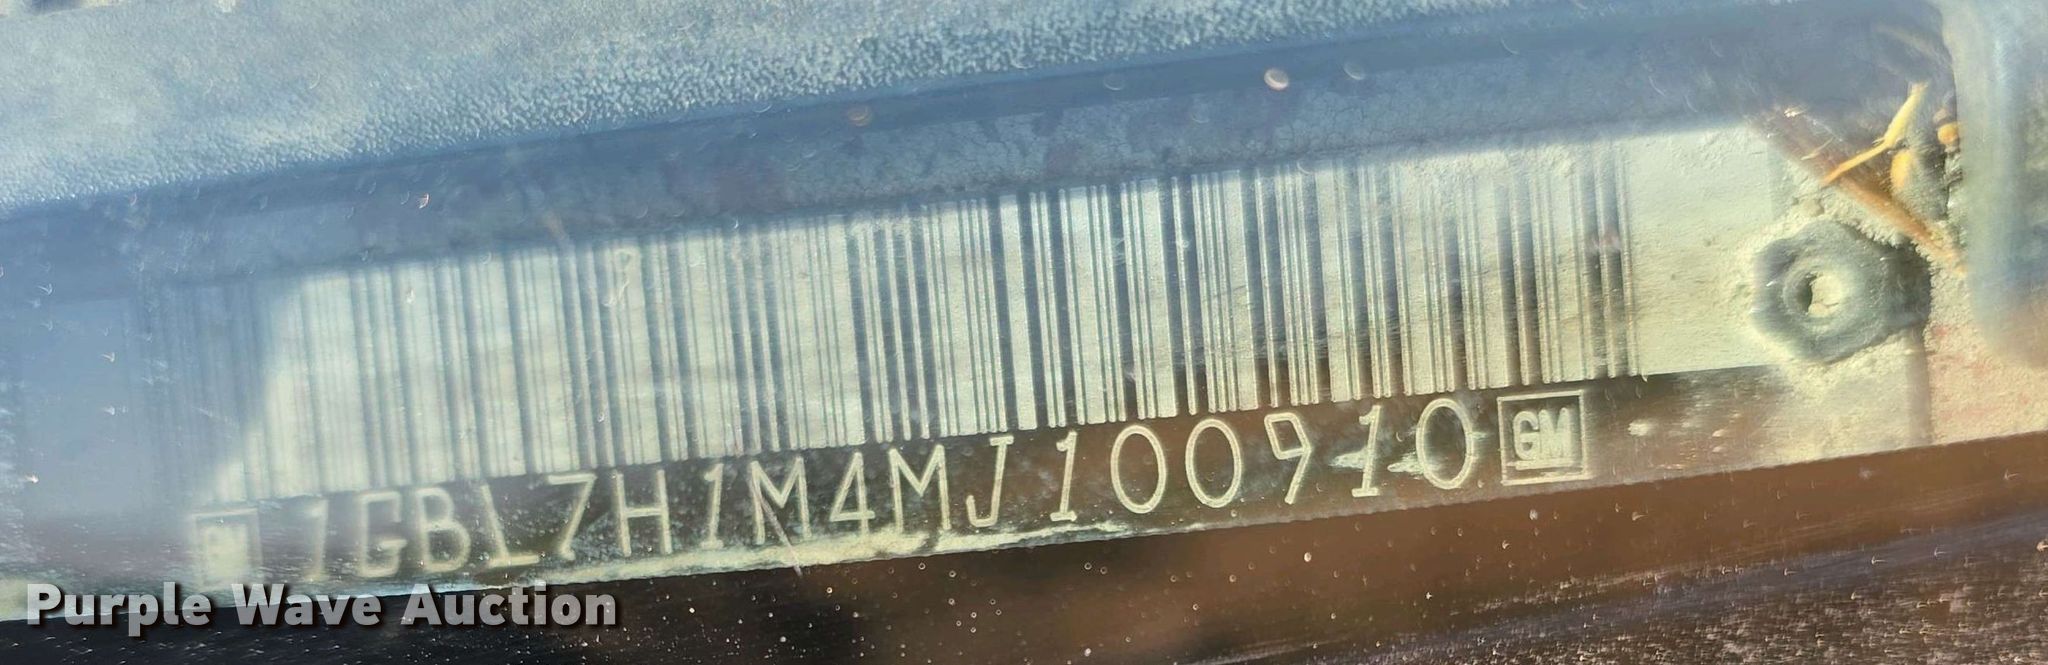 1GBL7H1M4MJ100910 GM
Purple Wave Auction